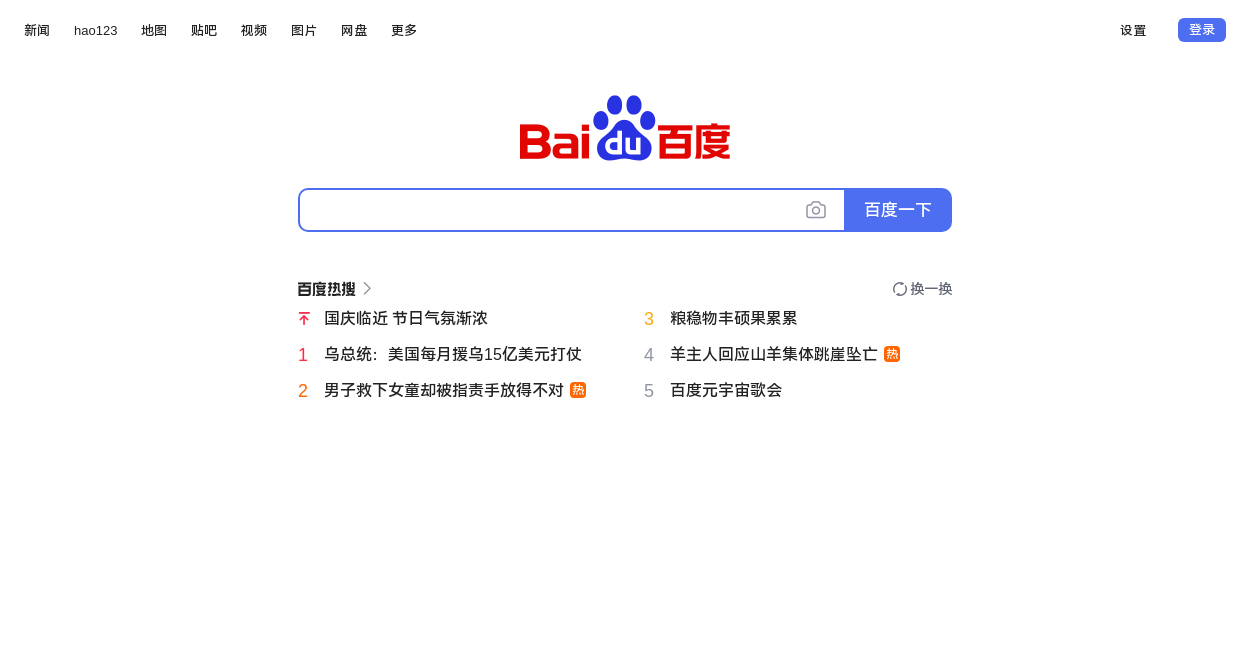 新闻 hao123 地图 贴吧 视频 图片 网盘 更多 设置 登录
Bai du 百度
百度一下
百度热搜 换一换
国庆临近 节日气氛渐浓
1 乌总统：美国每月援乌15亿美元打仗
2 男子救下女童却被指责手放得不对 热
3 粮稳物丰硕果累累
4 羊主人回应山羊集体跳崖坠亡 热
5 百度元宇宙歌会